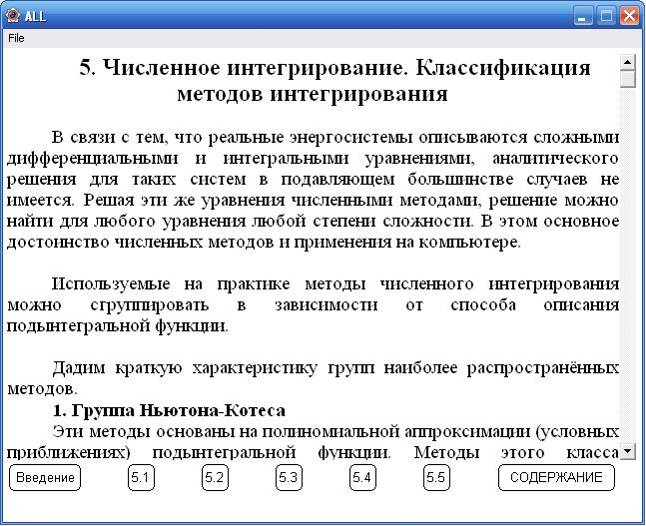 ALL
File
5. Численное интегрирование. Классификация
методов интегрирования
В связи с тем, что реальные энергосистемы описываются сложными
дифференциальными и интегральными уравнениями, аналитического
решения для таких систем в подавляющем большинстве случаев не
имеется. Решая эти же уравнения численными методами, решение можно
найти для любого уравнения любой степени сложности. В этом основное
достоинство численных методов и применения на компьютере.
Используемые на практике методы численного интегрирования
можно сгруппировать в зависимости от способа описания
подынтегральной функции.
Дадим краткую характеристику групп наиболее распространённых
методов.
1. Группа Ньютона-Котеса
Эти методы основаны на полиномиальной аппроксимации (условных
приближениях) подынтегральной функции. Методы этого класса
Введение 5.1 5.2 5.3 5.4 5.5 СОДЕРЖАНИЕ